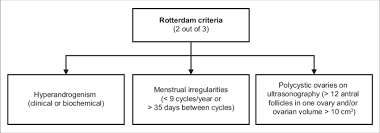 Rotterdam criteria
(2 out of 3)
Hyperandrogenism
(clinical or biochemical)
Menstrual irregularities
(< 9 cycles/year or
> 35 days between cycles)
Polycystic ovaries on
ultrasonography (> 12 antral
follicles in one ovary and/or
ovarian volume > 10 cm³)